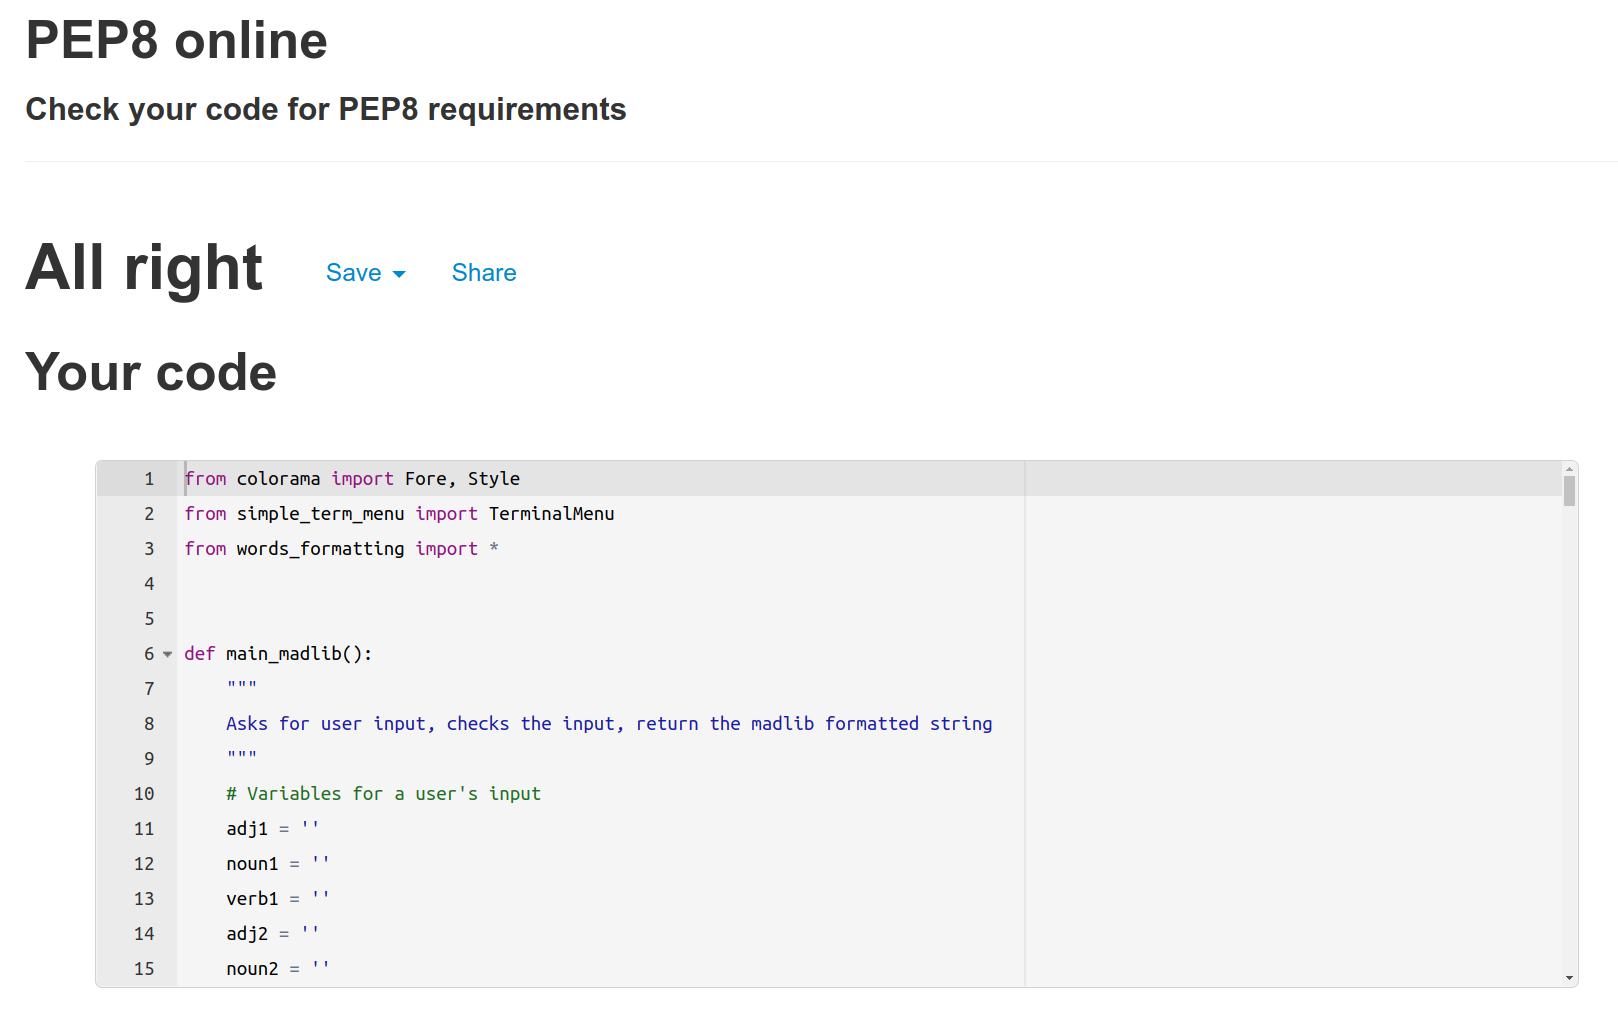 PEP8 online
Check your code for PEP8 requirements
All right Save Share
Your code
1 from colorama import Fore, Style
2 from simple_term_menu import TerminalMenu
3 from words_formatting import *
4
5
6 def main_madlib():
7 """
8 Asks for user input, checks the input, return the madlib formatted string
9 """
10 # Variables for a user's input
11 adj1 = ''
12 noun1 = ''
13 verb1 = ''
14 adj2 = ''
15 noun2 = ''